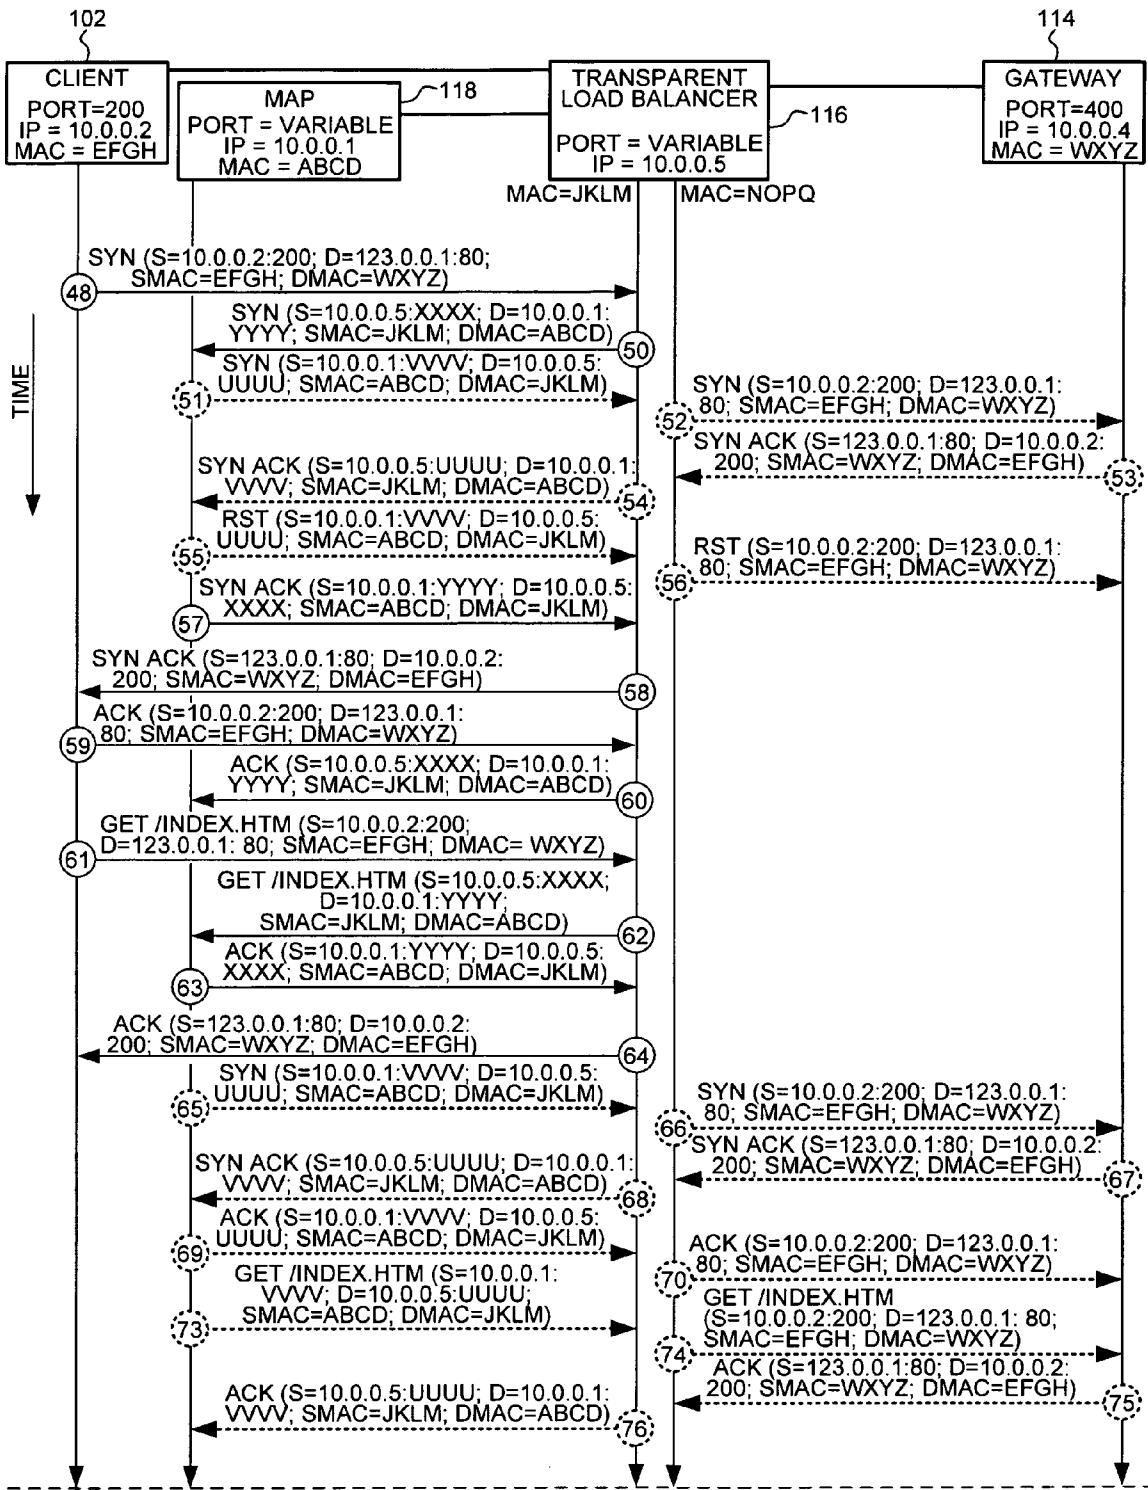 102
114
CLIENT
PORT=200
IP = 10.0.0.2
MAC = EFGH
MAP
PORT = VARIABLE
IP = 10.0.0.1
MAC = ABCD
118
TRANSPARENT
LOAD BALANCER
PORT = VARIABLE
IP = 10.0.0.5
116
GATEWAY
PORT=400
IP = 10.0.0.4
MAC = WXYZ
MAC=JKLM
MAC=NOPQ
TIME
SYN (S=10.0.0.2:200; D=123.0.0.1:80;
SMAC=EFGH; DMAC=WXYZ)
48
SYN (S=10.0.0.5:XXXX; D=10.0.0.1:
YYYY; SMAC=JKLM; DMAC=ABCD)
50
SYN (S=10.0.0.1:VVVV; D=10.0.0.5:
UUUU; SMAC=ABCD; DMAC=JKLM)
51
SYN (S=10.0.0.2:200; D=123.0.0.1:
80; SMAC=EFGH; DMAC=WXYZ)
52
SYN ACK (S=123.0.0.1:80; D=10.0.0.2:
200; SMAC=WXYZ; DMAC=EFGH)
53
SYN ACK (S=10.0.0.5:UUUU; D=10.0.0.1:
VVVV; SMAC=JKLM; DMAC=ABCD)
54
RST (S=10.0.0.1:VVVV; D=10.0.0.5:
UUUU; SMAC=ABCD; DMAC=JKLM)
55
RST (S=10.0.0.2:200; D=123.0.0.1:
80; SMAC=EFGH; DMAC=WXYZ)
56
SYN ACK (S=10.0.0.1:YYYY; D=10.0.0.5:
XXXX; SMAC=ABCD; DMAC=JKLM)
57
SYN ACK (S=123.0.0.1:80; D=10.0.0.2:
200; SMAC=WXYZ; DMAC=EFGH)
58
ACK (S=10.0.0.2:200; D=123.0.0.1:
80; SMAC=EFGH; DMAC=WXYZ)
59
ACK (S=10.0.0.5:XXXX; D=10.0.0.1:
YYYY; SMAC=JKLM; DMAC=ABCD)
60
GET /INDEX.HTM (S=10.0.0.2:200;
D=123.0.0.1: 80; SMAC=EFGH; DMAC= WXYZ)
61
GET /INDEX.HTM (S=10.0.0.5:XXXX;
D=10.0.0.1:YYYY;
SMAC=JKLM; DMAC=ABCD)
62
ACK (S=10.0.0.1:YYYY; D=10.0.0.5:
XXXX; SMAC=ABCD; DMAC=JKLM)
63
ACK (S=123.0.0.1:80; D=10.0.0.2:
200; SMAC=WXYZ; DMAC=EFGH)
64
SYN (S=10.0.0.1:VVVV; D=10.0.0.5:
UUUU; SMAC=ABCD; DMAC=JKLM)
65
SYN (S=10.0.0.2:200; D=123.0.0.1:
80; SMAC=EFGH; DMAC=WXYZ)
66
SYN ACK (S=123.0.0.1:80; D=10.0.0.2:
200; SMAC=WXYZ; DMAC=EFGH)
67
SYN ACK (S=10.0.0.5:UUUU; D=10.0.0.1:
VVVV; SMAC=JKLM; DMAC=ABCD)
68
ACK (S=10.0.0.1:VVVV; D=10.0.0.5:
UUUU; SMAC=ABCD; DMAC=JKLM)
69
ACK (S=10.0.0.2:200; D=123.0.0.1:
80; SMAC=EFGH; DMAC=WXYZ)
70
GET /INDEX.HTM (S=10.0.0.1:
VVVV; D=10.0.0.5:UUUU;
SMAC=ABCD; DMAC=JKLM)
73
GET /INDEX.HTM
(S=10.0.0.2:200; D=123.0.0.1: 80;
SMAC=EFGH; DMAC=WXYZ)
74
ACK (S=123.0.0.1:80; D=10.0.0.2:
200; SMAC=WXYZ; DMAC=EFGH)
75
ACK (S=10.0.0.5:UUUU; D=10.0.0.1:
VVVV; SMAC=JKLM; DMAC=ABCD)
76